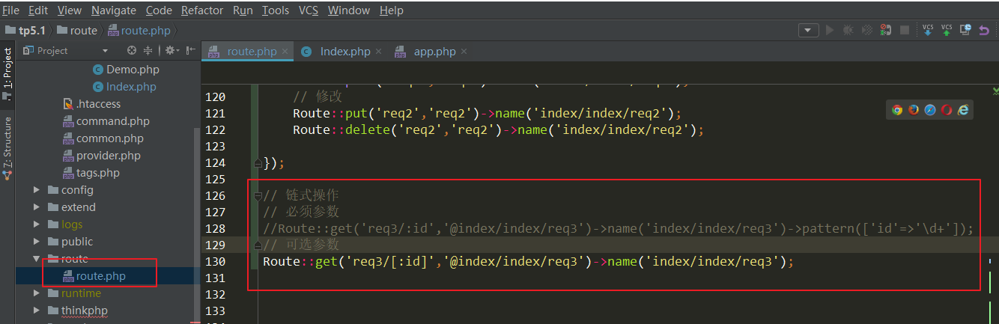 File Edit View Navigate Code Refactor Run Tools VCS Window Help
tp5.1 route route.php
VCS VCS
Project
route.php Index.php app.php
1: Project
7: Structure
Demo.php
Index.php
.htaccess
command.php
common.php
provider.php
tags.php
config
extend
logs
public
route
route.php
runtime
thinkphp
120 // 修改
121 Route::put('req2','req2')->name('index/index/req2');
122 Route::delete('req2','req2')->name('index/index/req2');
123
124 });
125
126 // 链式操作
127 // 必须参数
128 //Route::get('req3/:id','@index/index/req3')->name('index/index/req3')->pattern(['id'=>'\d+']);
129 // 可选参数
130 Route::get('req3/[:id]','@index/index/req3')->name('index/index/req3');
131
132
133